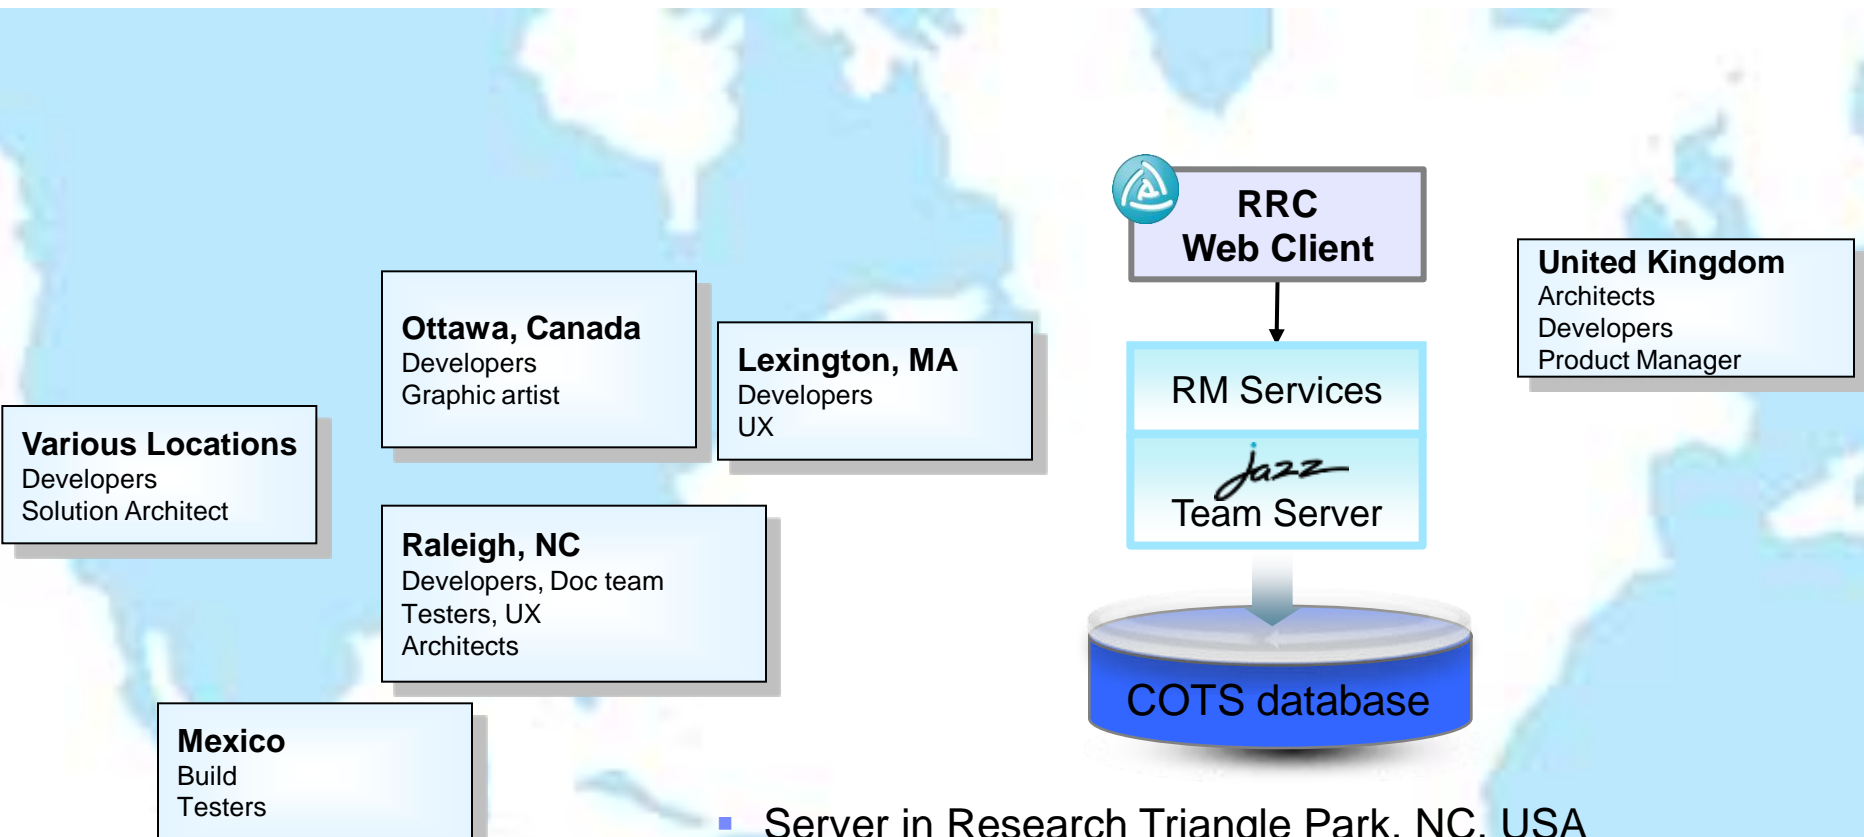 RRC
Web Client
United Kingdom
Architects
Developers
Product Manager
Ottawa, Canada
Developers
Graphic artist
Lexington, MA
Developers
UX
RM Services
jazz
Team Server
Various Locations
Developers
Solution Architect
Raleigh, NC
Developers, Doc team
Testers, UX
Architects
COTS database
Mexico
Build
Testers
▪ Server in Research Triangle Park, NC, USA